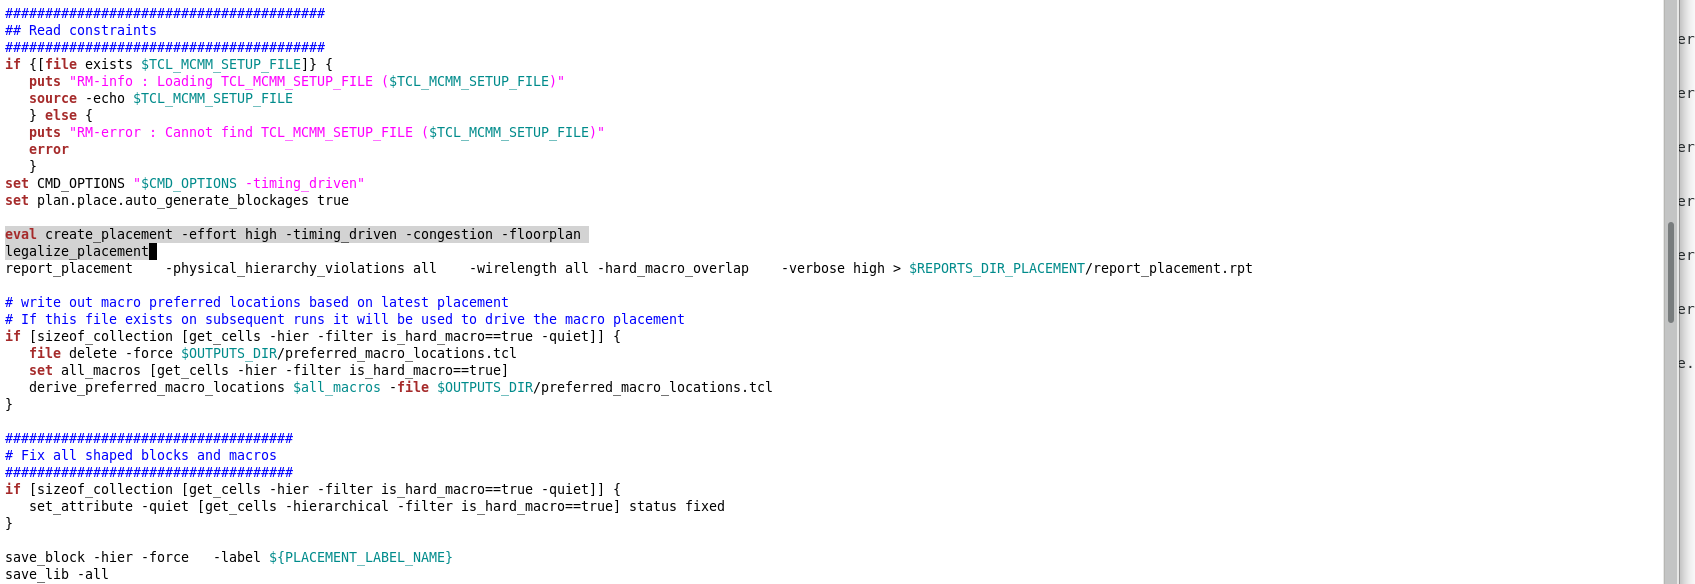 ########################################
## Read constraints
########################################
if {[file exists $TCL_MCMM_SETUP_FILE]} {
   puts "RM-info : Loading TCL_MCMM_SETUP_FILE ($TCL_MCMM_SETUP_FILE)"
   source -echo $TCL_MCMM_SETUP_FILE
   } else {
   puts "RM-error : Cannot find TCL_MCMM_SETUP_FILE ($TCL_MCMM_SETUP_FILE)"
   error
   }
set CMD_OPTIONS "$CMD_OPTIONS -timing_driven"
set plan.place.auto_generate_blockages true

eval create_placement -effort high -timing_driven -congestion -floorplan
legalize_placement
report_placement    -physical_hierarchy_violations all    -wirelength all -hard_macro_overlap    -verbose high > $REPORTS_DIR_PLACEMENT/report_placement.rpt

# write out macro preferred locations based on latest placement
# If this file exists on subsequent runs it will be used to drive the macro placement
if [sizeof_collection [get_cells -hier -filter is_hard_macro==true -quiet]] {
   file delete -force $OUTPUTS_DIR/preferred_macro_locations.tcl
   set all_macros [get_cells -hier -filter is_hard_macro==true]
   derive_preferred_macro_locations $all_macros -file $OUTPUTS_DIR/preferred_macro_locations.tcl
}

####################################
# Fix all shaped blocks and macros
####################################
if [sizeof_collection [get_cells -hier -filter is_hard_macro==true -quiet]] {
   set_attribute -quiet [get_cells -hierarchical -filter is_hard_macro==true] status fixed
}

save_block -hier -force   -label ${PLACEMENT_LABEL_NAME}
save_lib -all
er
er
er
er
er
er
e.